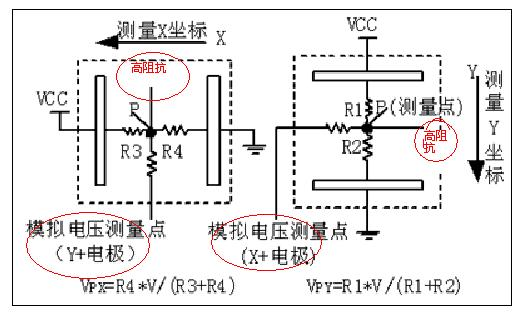 测量X坐标
X
高阻抗
VCC
P
R3
R4
模拟电压测量点
(Y+电极)
VPX=R4*V/(R3+R4)
VCC
R1
P(测量点)
R2
高阻
抗
Y
测
量
Y
坐
标
模拟电压测量点
(X+电极)
VPY=R1*V/(R1+R2)